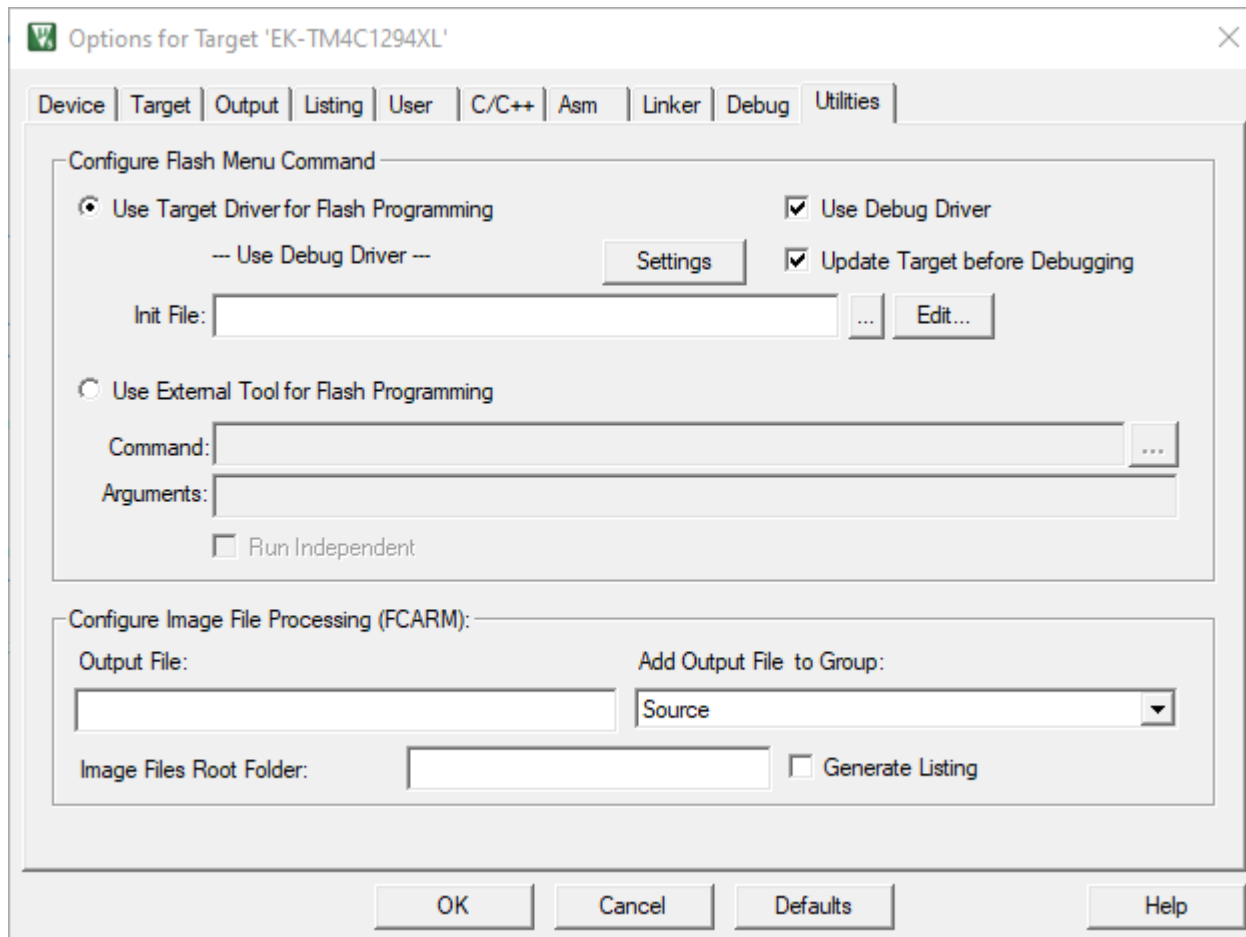 Options for Target 'EK-TM4C1294XL'
Device Target Output Listing User C/C++ Asm Linker Debug Utilities
Configure Flash Menu Command
Use Target Driver for Flash Programming Use Debug Driver
--- Use Debug Driver --- Settings Update Target before Debugging
Init File: ... Edit...
Use External Tool for Flash Programming
Command: ...
Arguments:
Run Independent
Configure Image File Processing (FCARM):
Output File: Add Output File to Group:
Source
Image Files Root Folder: Generate Listing
OK Cancel Defaults Help